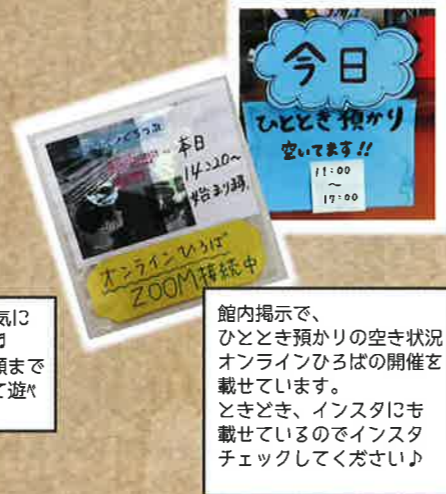 今日
ひととき預かり
空いてます!!
11:00
~
17:00
本日
14:20~
始まります。
オンラインひろば
ZOOM接続中
気に
頃まで
て遊べ
館内掲示で、
ひととき預かりの空き状況
オンラインひろばの開催を
載せています。
ときどき、インスタにも
載せているのでインスタ
チェックしてください♪